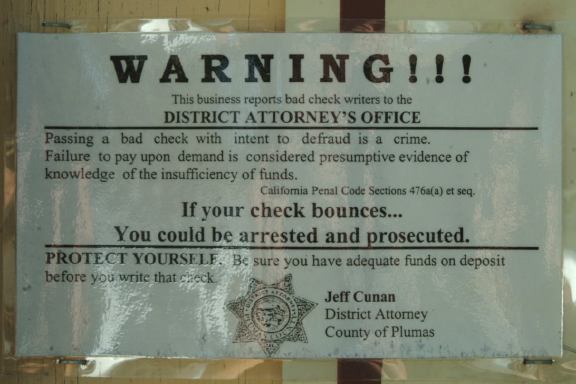 WARNING!!!
This business reports bad check writers to the
DISTRICT ATTORNEY'S OFFICE
Passing a bad check with intent to defraud is a crime.
Failure to pay upon demand is considered presumptive evidence of
knowledge of the insufficiency of funds.
California Penal Code Sections 476a(a) et seq.
If your check bounces...
You could be arrested and prosecuted.
PROTECT YOURSELF. Be sure you have adequate funds on deposit
before you write that check.
Jeff Cunan
District Attorney
County of Plumas